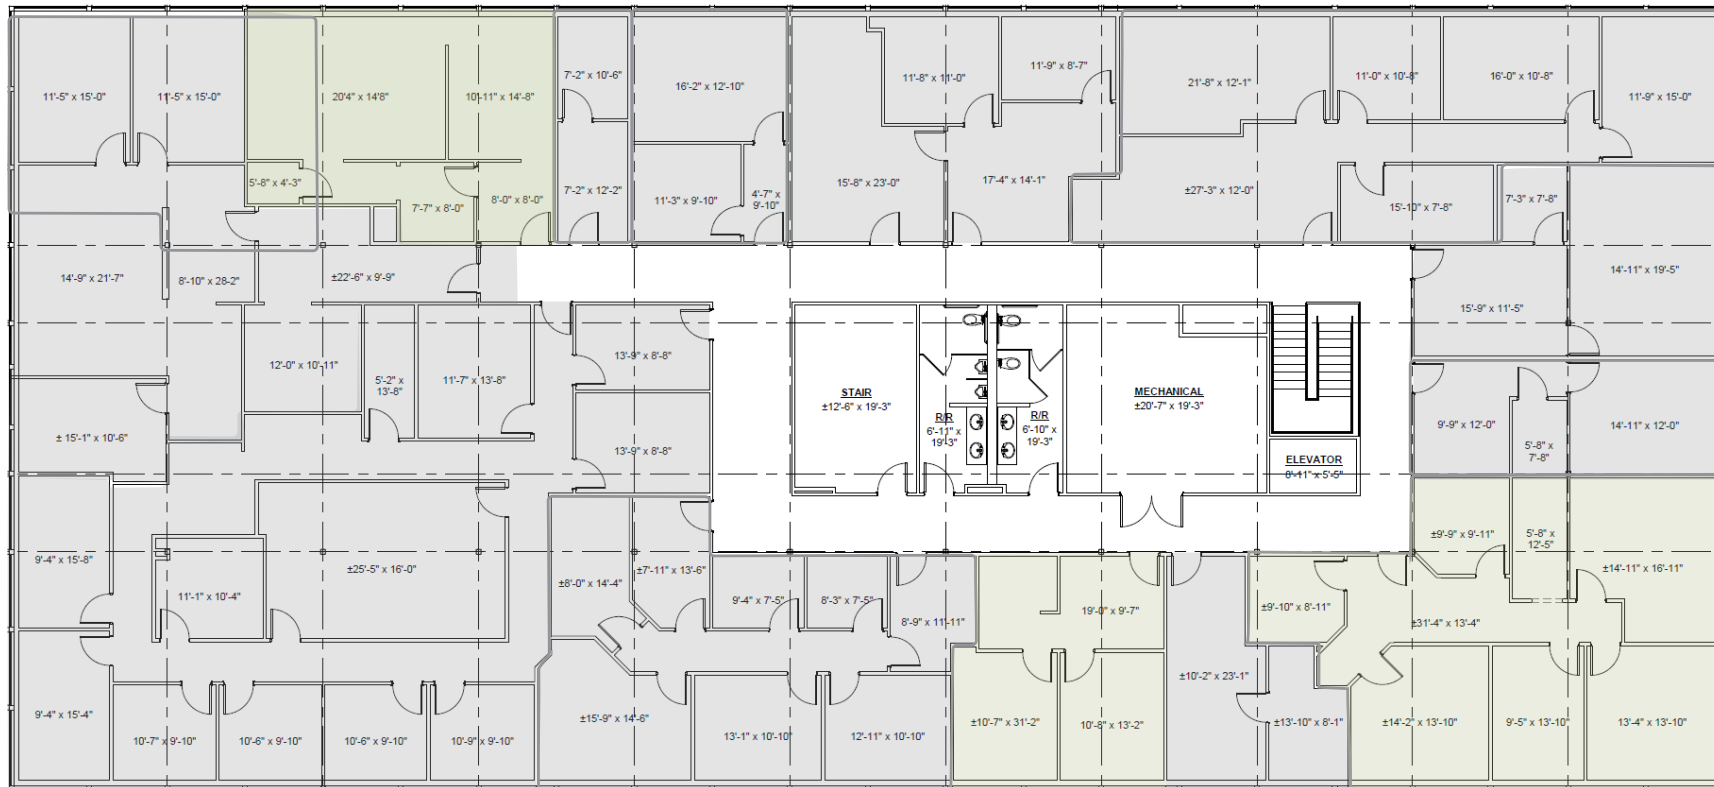 11'-5" x 15'-0"
11'-5" x 15'-0"
20'4" x 14'8"
10'-11" x 14'-8"
7'-2" x 10'-6"
16'-2" x 12'-10"
11'-8" x 11'-0"
11'-9" x 8'-7"
21'-8" x 12'-1"
11'-0" x 10'-8"
16'-0" x 10'-8"
11'-9" x 15'-0"
5'-8" x 4'-3"
7'-7" x 8'-0"
8'-0" x 8'-0"
7'-2" x 12'-2"
11'-3" x 9'-10"
4'-7" x
9'-10"
15'-8" x 23'-0"
17'-4" x 14'-1"
±27'-3" x 12'-0"
15'-10" x 7'-8"
7'-3" x 7'-8"
14'-9" x 21'-7"
8'-10" x 28-2"
±22'-6" x 9'-9"
14'-11" x 19'-5"
15'-9" x 11'-5"
12'-0" x 10'-11"
5'-2" x
13'-8"
11'-7" x 13'-8"
13'-9" x 8'-8"
STAIR
±12'-6" x 19'-3"
R/R
6'-11" x
19'-3"
R/R
6'-10" x
19'-3"
MECHANICAL
±20'-7" x 19'-3"
ELEVATOR
8'-11" x 5'-5"
± 15'-1" x 10'-6"
13'-9" x 8'-8"
9'-9" x 12'-0"
5'-8" x
7'-8"
14'-11" x 12'-0"
9'-4" x 15'-8"
11'-1" x 10'-4"
±25'-5" x 16'-0"
±8'-0" x 14'-4"
±7'-11" x 13'-6"
9'-4" x 7'-5"
8'-3" x 7'-5"
8'-9" x 11'-11"
19'-0" x 9'-7"
±9'-10" x 8'-11"
±9'-9" x 9'-11"
5'-8" x
12'-5"
±14'-11" x 16'-11"
±31'-4" x 13'-4"
9'-4" x 15'-4"
10'-7" x 9'-10"
10'-6" x 9'-10"
10'-6" x 9'-10"
10'-9" x 9'-10"
±15'-9" x 14'-6"
13'-1" x 10'-10"
12'-11" x 10'-10"
±10'-7" x 31'-2"
10'-8" x 13'-2"
±10'-2" x 23'-1"
±13'-10" x 8'-1"
±14'-2" x 13'-10"
9'-5" x 13'-10"
13'-4" x 13'-10"